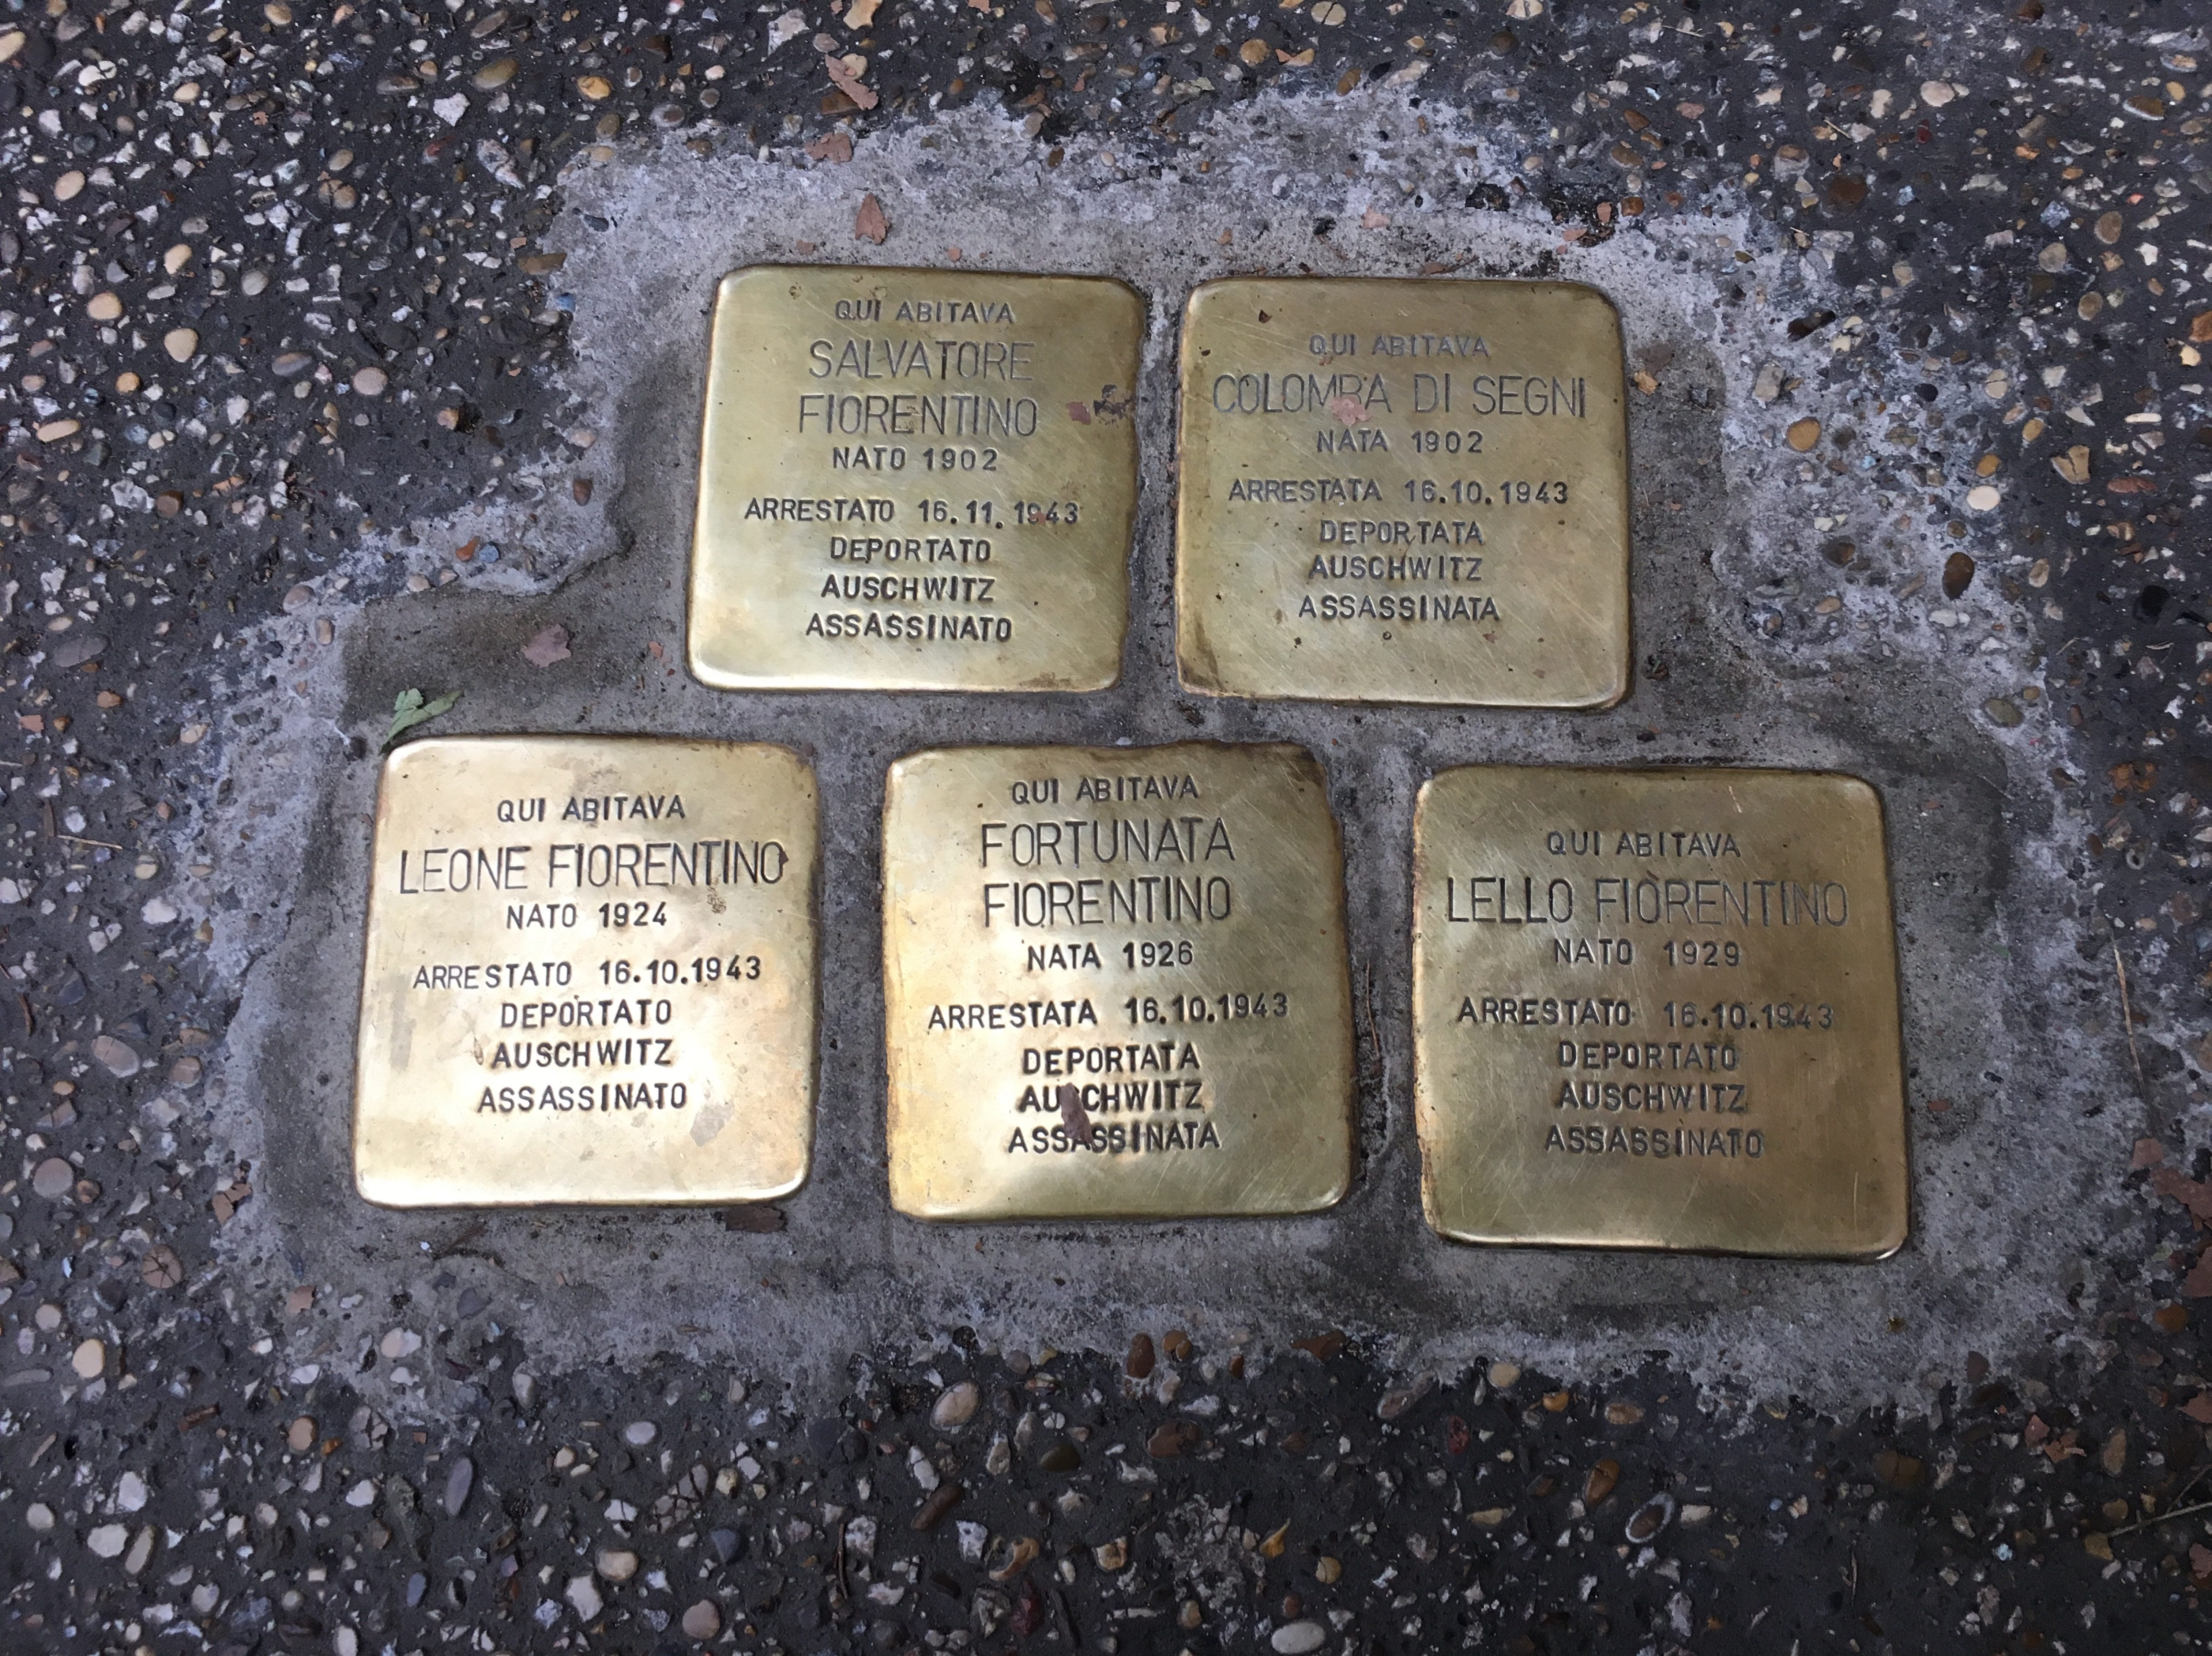 QUI ABITAVA
SALVATORE
FIORENTINO
NATO 1902
ARRESTATO 16.11.1943
DEPORTATO
AUSCHWITZ
ASSASSINATO
QUI ABITAVA
COLOMBA DI SEGNI
NATA 1902
ARRESTATA 16.10.1943
DEPORTATA
AUSCHWITZ
ASSASSINATA
QUI ABITAVA
LEONE FIORENTINO
NATO 1924
ARRESTATO 16.10.1943
DEPORTATO
AUSCHWITZ
ASSASSINATO
QUI ABITAVA
FORTUNATA
FIORENTINO
NATA 1926
ARRESTATA 16.10.1943
DEPORTATA
AUSCHWITZ
ASSASSINATA
QUI ABITAVA
LELLO FIORENTINO
NATO 1929
ARRESTATO 16.10.1943
DEPORTATO
AUSCHWITZ
ASSASSINATO